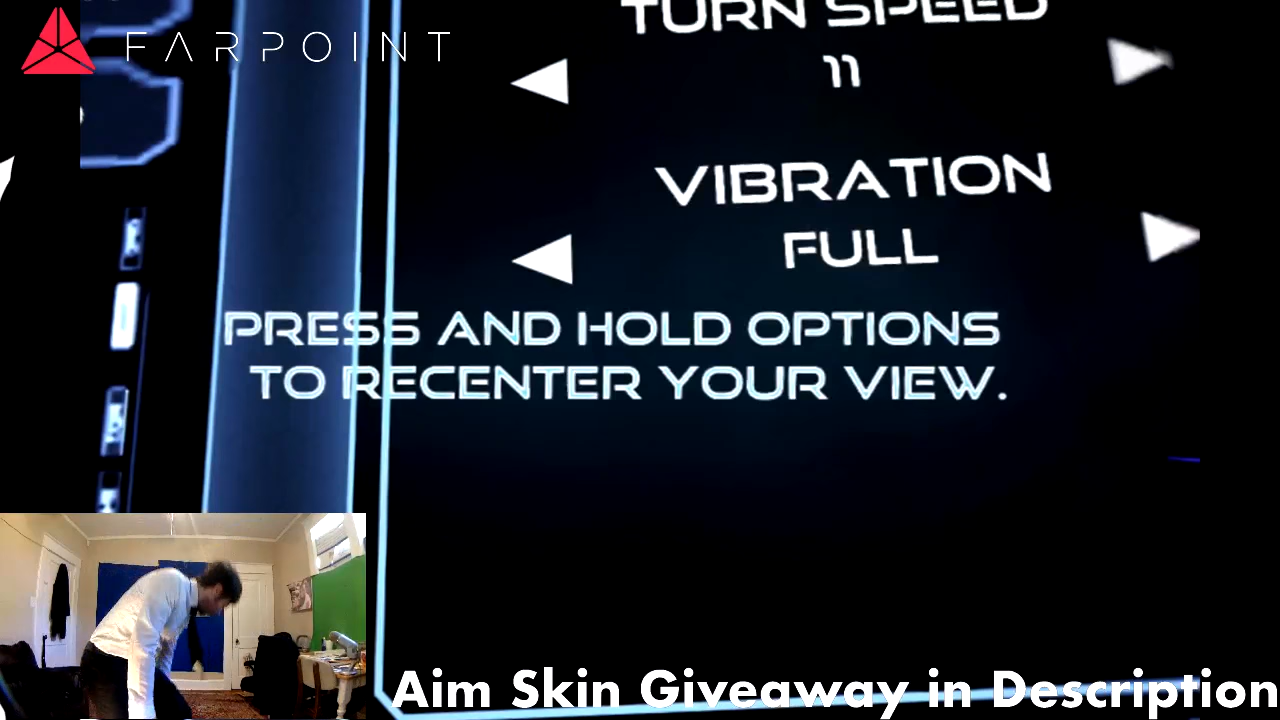 FARPOINT
TURN SPEED
11
VIBRATION
FULL
PRESS AND HOLD OPTIONS
TO RECENTER YOUR VIEW.
Aim Skin Giveaway in Description